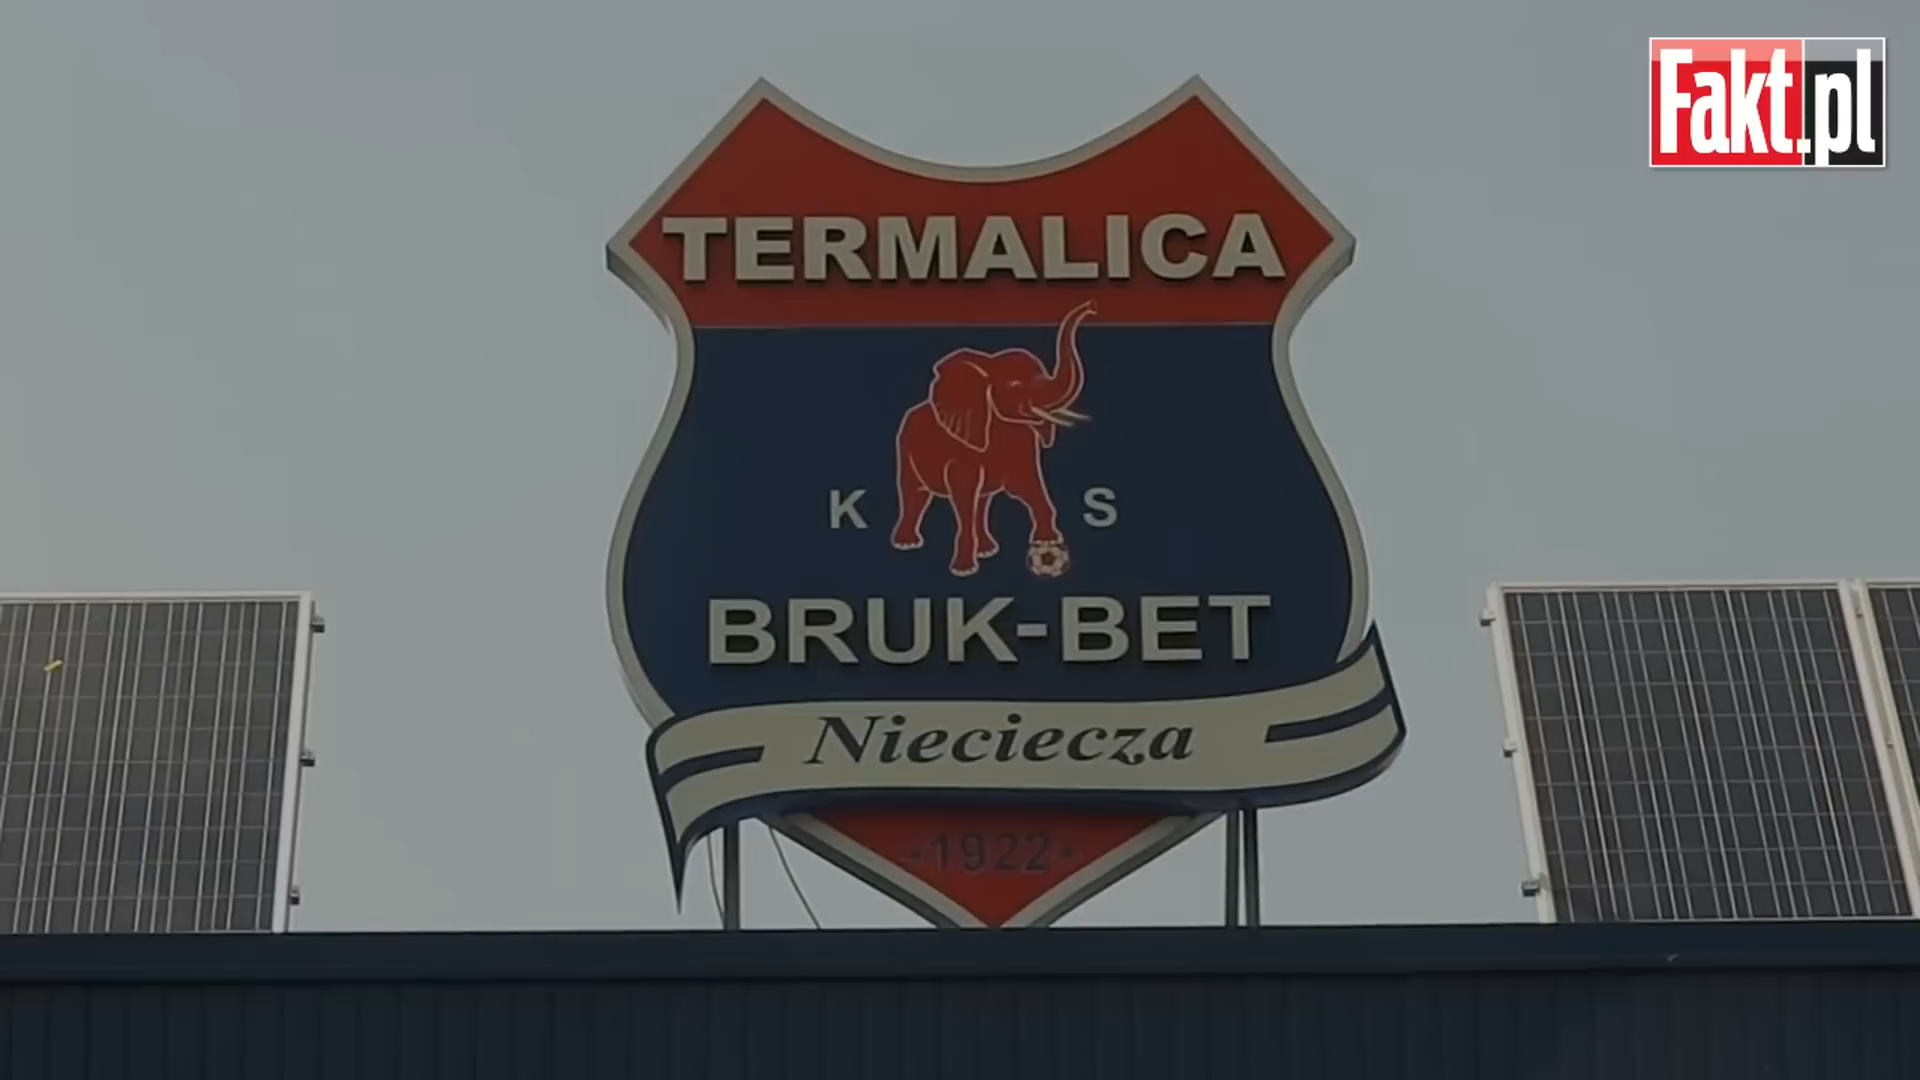 Fakt.pl
TERMALICA
K S
BRUK-BET
Nieciecza
·1922·